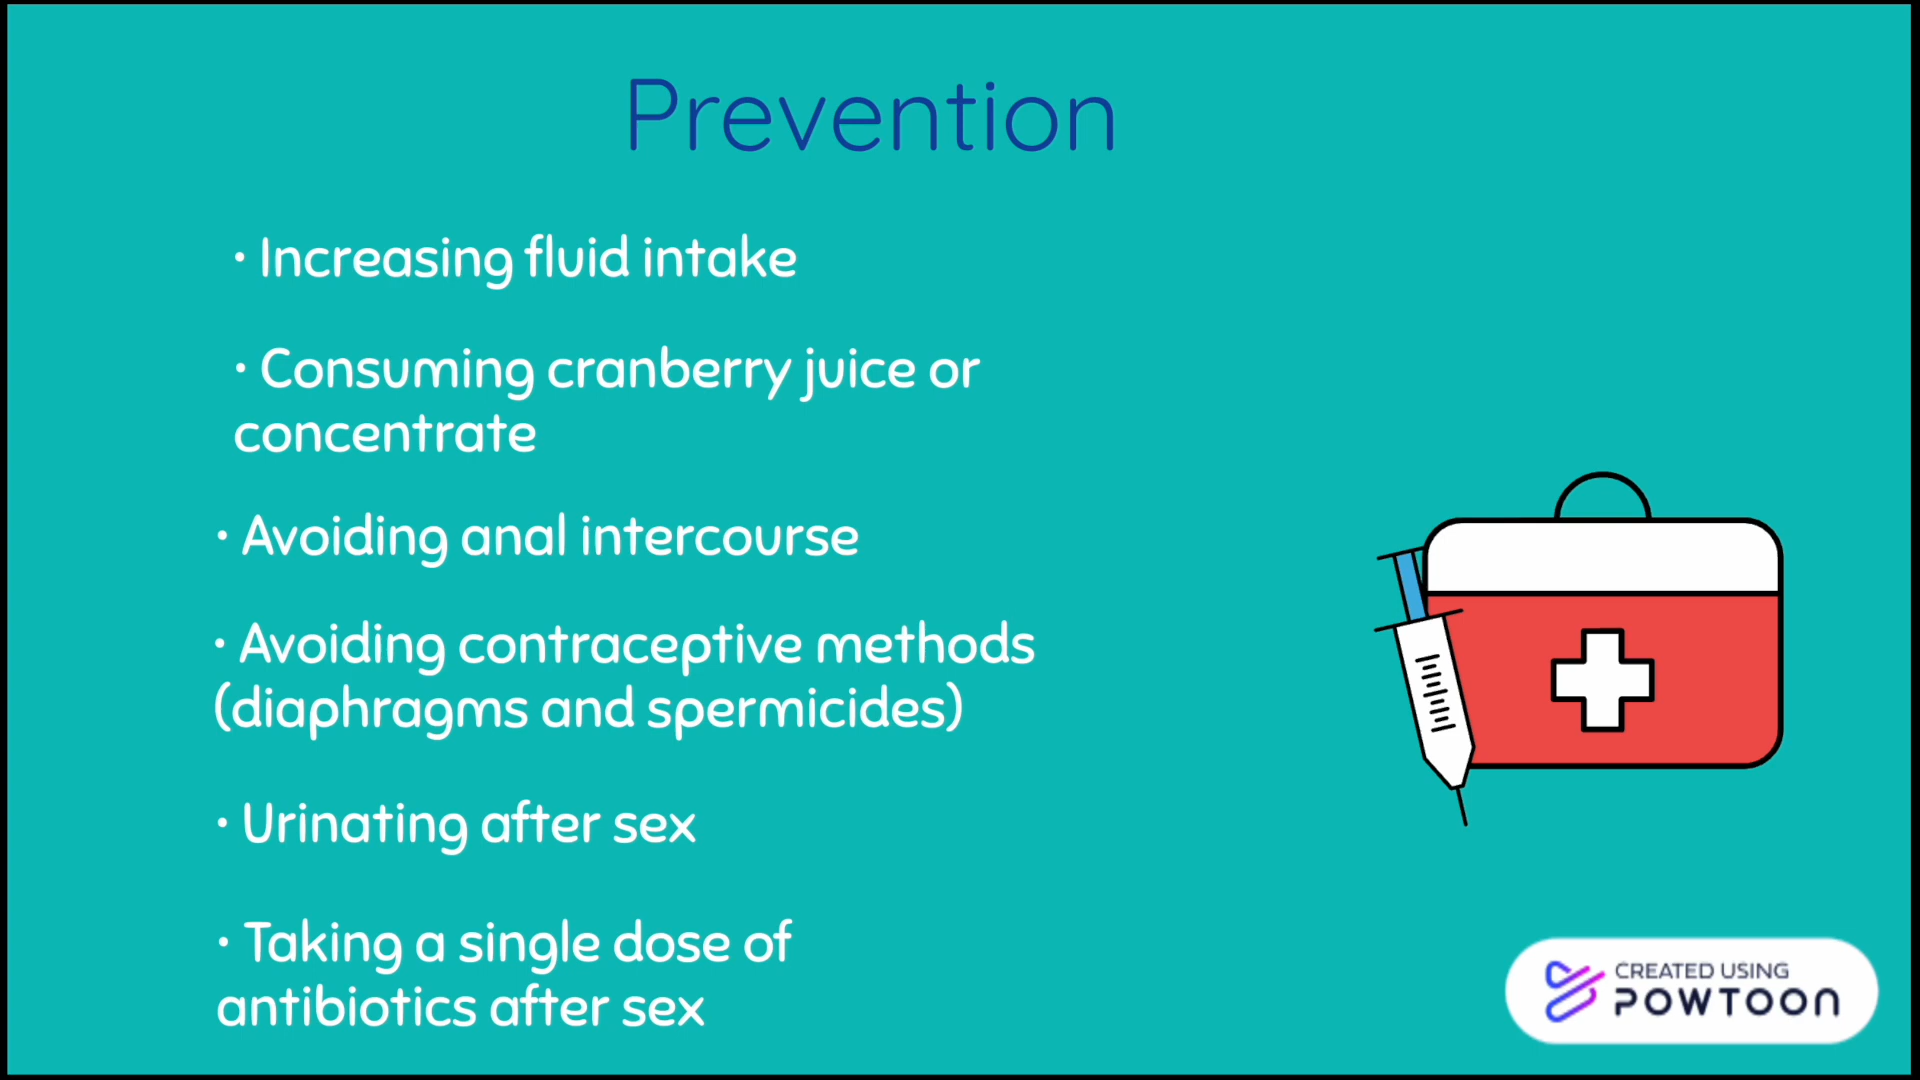 Prevention
• Increasing fluid intake
• Consuming cranberry juice or
concentrate
• Avoiding anal intercourse
• Avoiding contraceptive methods
(diaphragms and spermicides)
• Urinating after sex
• Taking a single dose of
antibiotics after sex
CREATED USING
POWTOON